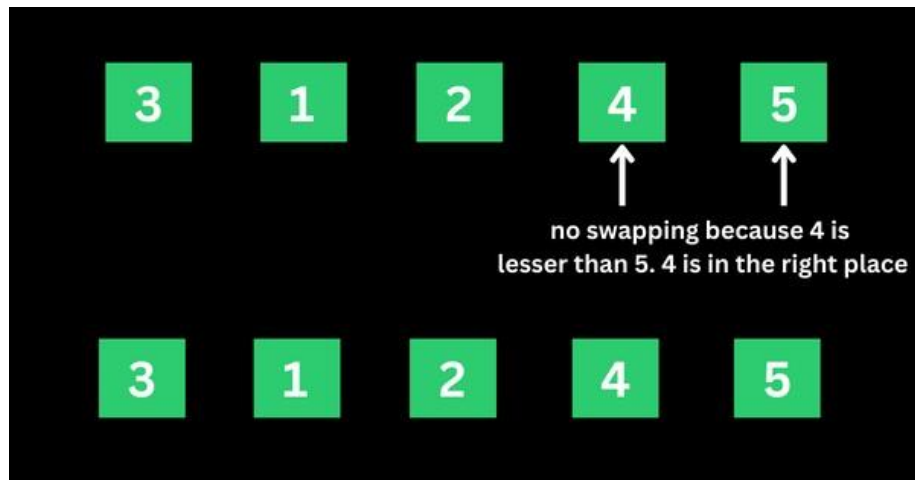 3 1 2 4 5
no swapping because 4 is
lesser than 5. 4 is in the right place
3 1 2 4 5